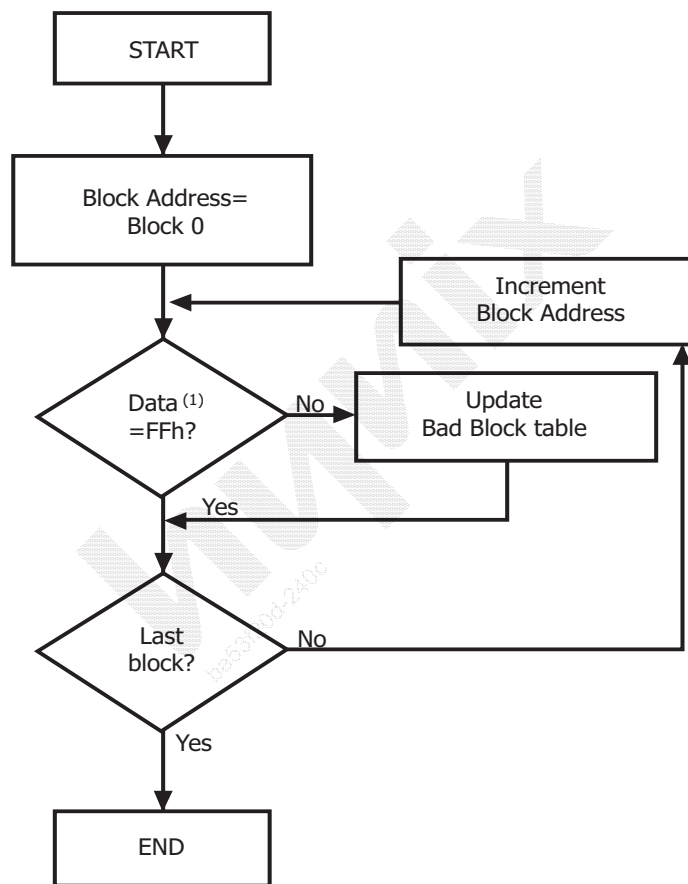 START
Block Address=
Block 0
Increment
Block Address
Data (1)
=FFh?
No
Update
Bad Block table
Yes
Last
block?
No
Yes
END
hynix